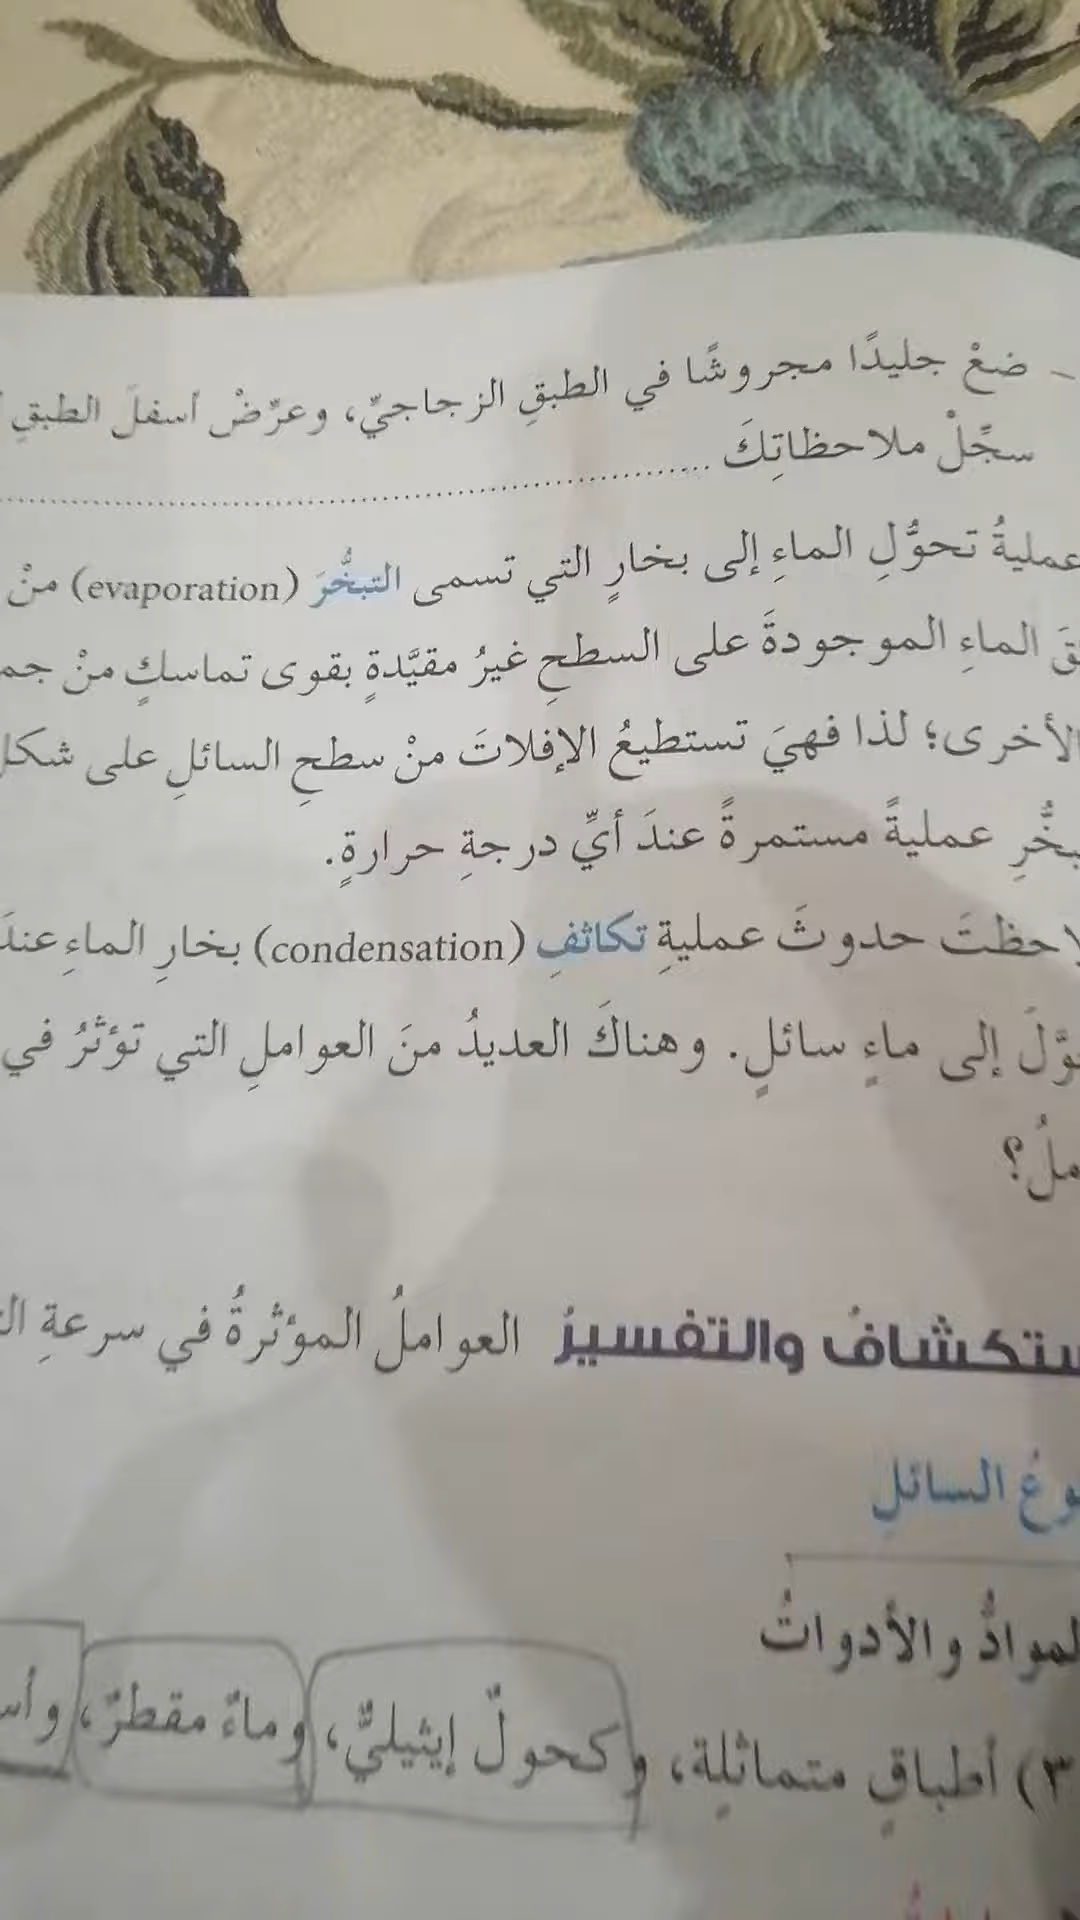 - ضعْ جليدًا مجروشًا في الطبقِ الزجاجيِّ، وعرِّضْ أسفلَ الطبقِ
سجِّلْ ملاحظاتِكَ
عمليةُ تحوُّلِ الماءِ إلى بخارٍ التي تسمى التبخُّرَ (evaporation) منْ
الماءِ الموجودةَ على السطحِ غيرُ مقيَّدةٍ بقوى تماسكٍ منْ
الأخرى؛ لذا فهيَ تستطيعُ الإفلاتَ منْ سطحِ السائلِ على شكل
عمليةً مستمرةً عندَ أيِّ درجةِ حرارةٍ.
حدوثَ عمليةِ تكاثفِ (condensation) بخارِ الماءِ عندَ
إلى ماءٍ سائلٍ. وهناكَ العديدُ منَ العواملِ التي تؤثرُ في
والتفسيرُ العواملُ المؤثرةُ في سرعةِ
السائلِ
والأدواتُ
٣) أطباقٍ متماثلةٍ، وكحولٌ إيثيليٌّ، وماءٌ مقطرٌ،